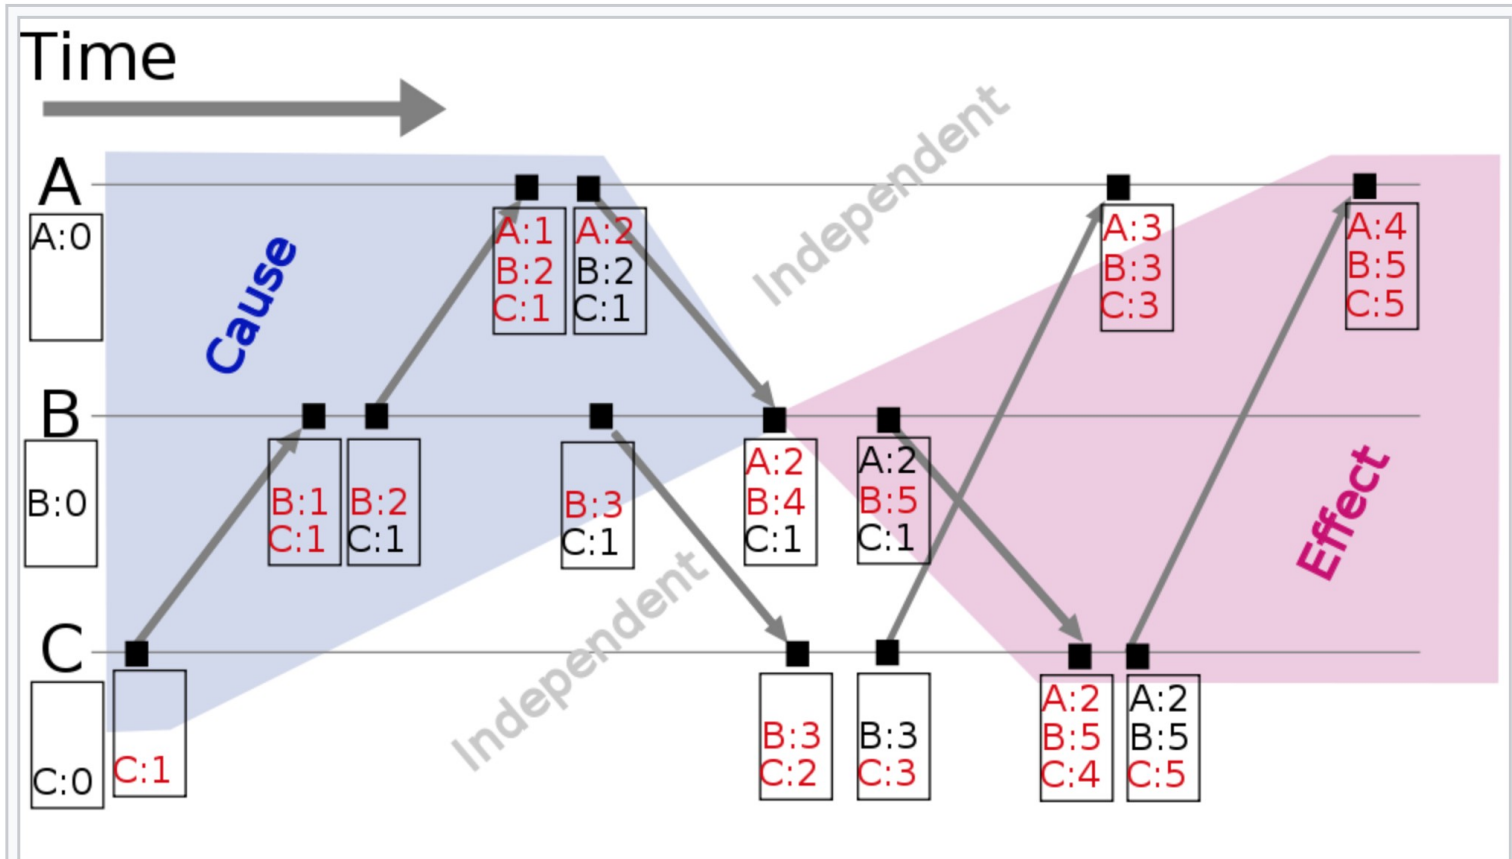 Time
Independent
A
A:0
Cause
A:1
B:2
C:1
A:2
B:2
C:1
A:3
B:3
C:3
A:4
B:5
C:5
B
B:0
B:1
C:1
B:2
C:1
B:3
C:1
A:2
B:4
C:1
A:2
B:5
C:1
Effect
Independent
C
C:0
C:1
B:3
C:2
B:3
C:3
A:2
B:5
C:4
A:2
B:5
C:5